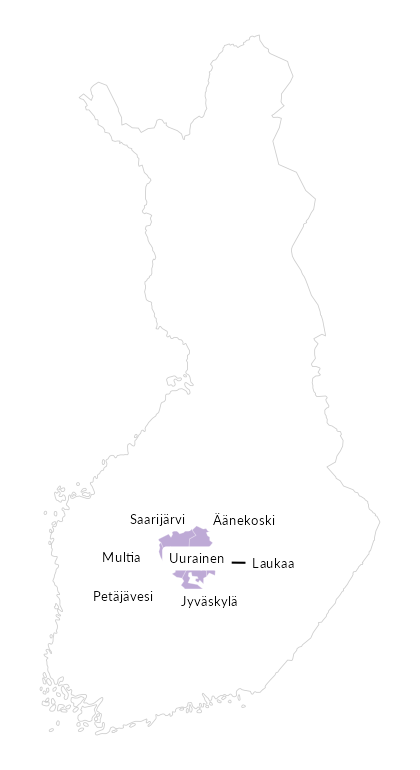 Saarijärvi
Äänekoski
Multia
Uurainen
Laukaa
Petäjävesi
Jyväskylä